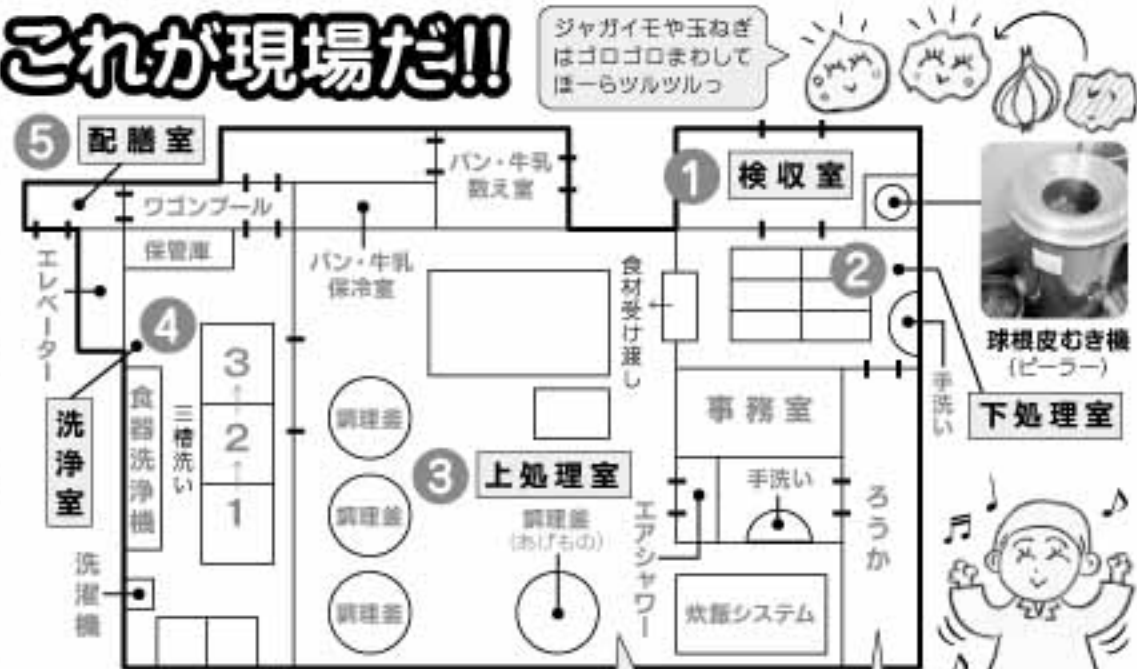 これが現場だ!!
ジャガイモや玉ねぎ
はゴロゴロまわして
ほーらツルツルっ
⑤ 配膳室
パン・牛乳
数え室
① 検収室
ワゴンプール
保管庫
パン・牛乳
保冷室
エレベーター
食材受け渡し
②
球根皮むき機
(ピーラー)
手洗い
下処理室
④
洗浄室
食器洗浄機
三槽洗い
3
2
1
調理釜
調理釜
調理釜
事務室
③ 上処理室
調理釜
(あげもの)
エアシャワー
手洗い
ろうか
洗濯機
炊飯システム